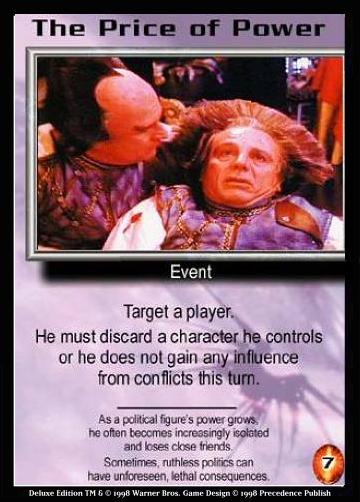 The Price of Power
Event
Target a player.
He must discard a character he controls
or he does not gain any influence
from conflicts this turn.
As a political figure's power grows,
he often becomes increasingly isolated
and loses close friends.
Sometimes, ruthless politics can
have unforeseen, lethal consequences.
7
Deluxe Edition TM & © 1998 Warner Bros. Game Design © 1998 Precedence Publish